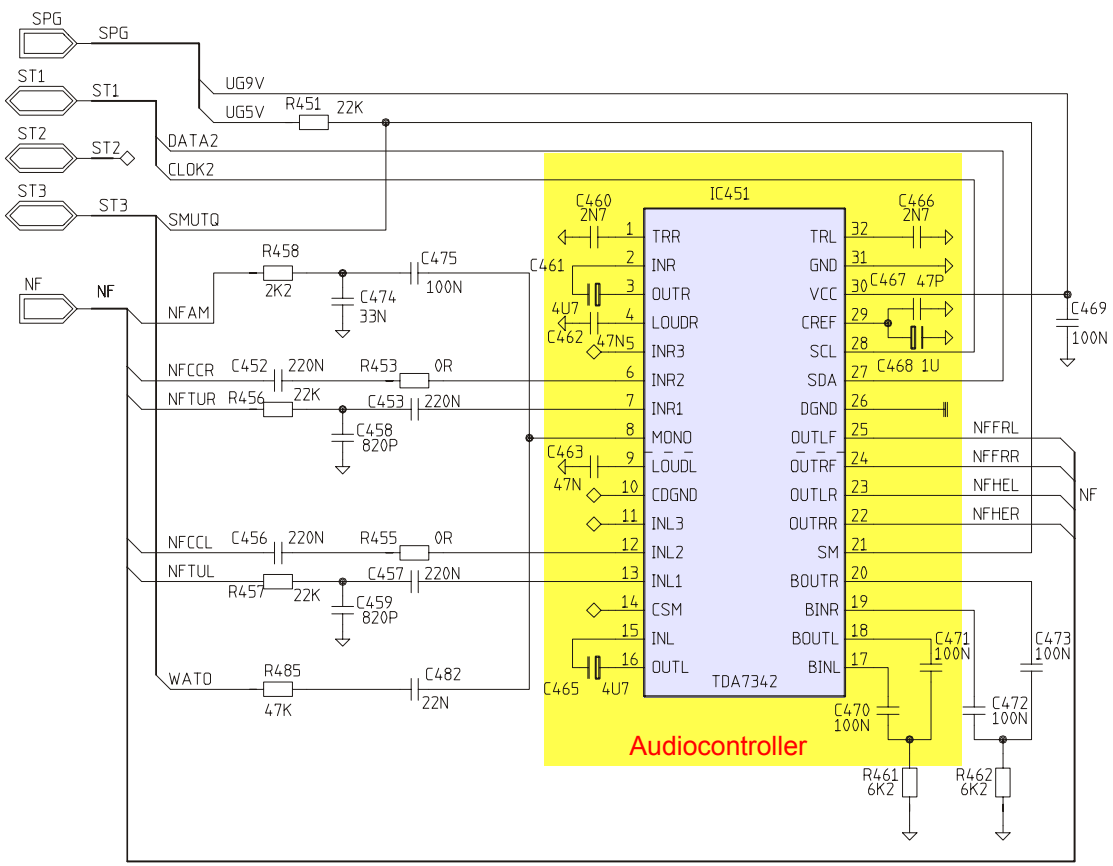 SPG
SPG
ST1
ST1
UG9V
UG5V
R451 22K
ST2
ST2
DATA2
CLOK2
ST3
ST3
SMUTQ
NF
NF
NFAM
R458
2K2
C474
33N
C475
100N
NFCCR
C452 220N
R453 0R
NFTUR
R456 22K
C453 220N
C458
820P
NFCCL
C456 220N
R455 0R
NFTUL
R457 22K
C457 220N
C459
820P
WATO
R485
47K
C482
22N
IC451
C460
2N7
C461
4U7
C462 47N
C463
47N
C465 4U7
1 TRR
2 INR
3 OUTR
4 LOUDR
5 INR3
6 INR2
7 INR1
8 MONO
9 LOUDL
10 CDGND
11 INL3
12 INL2
13 INL1
14 CSM
15 INL
16 OUTL
TRL 32
GND 31
VCC 30
CREF 29
SCL 28
SDA 27
DGND 26
OUTLF 25
OUTRF 24
OUTLR 23
OUTRR 22
SM 21
BOUTR 20
BINR 19
BOUTL 18
BINL 17
TDA7342
C466
2N7
C467 47P
C468 1U
C469
100N
NFFRL
NFFRR
NFHEL
NFHER
NF
C471
100N
C473
100N
C470
100N
C472
100N
R461
6K2
R462
6K2
Audiocontroller